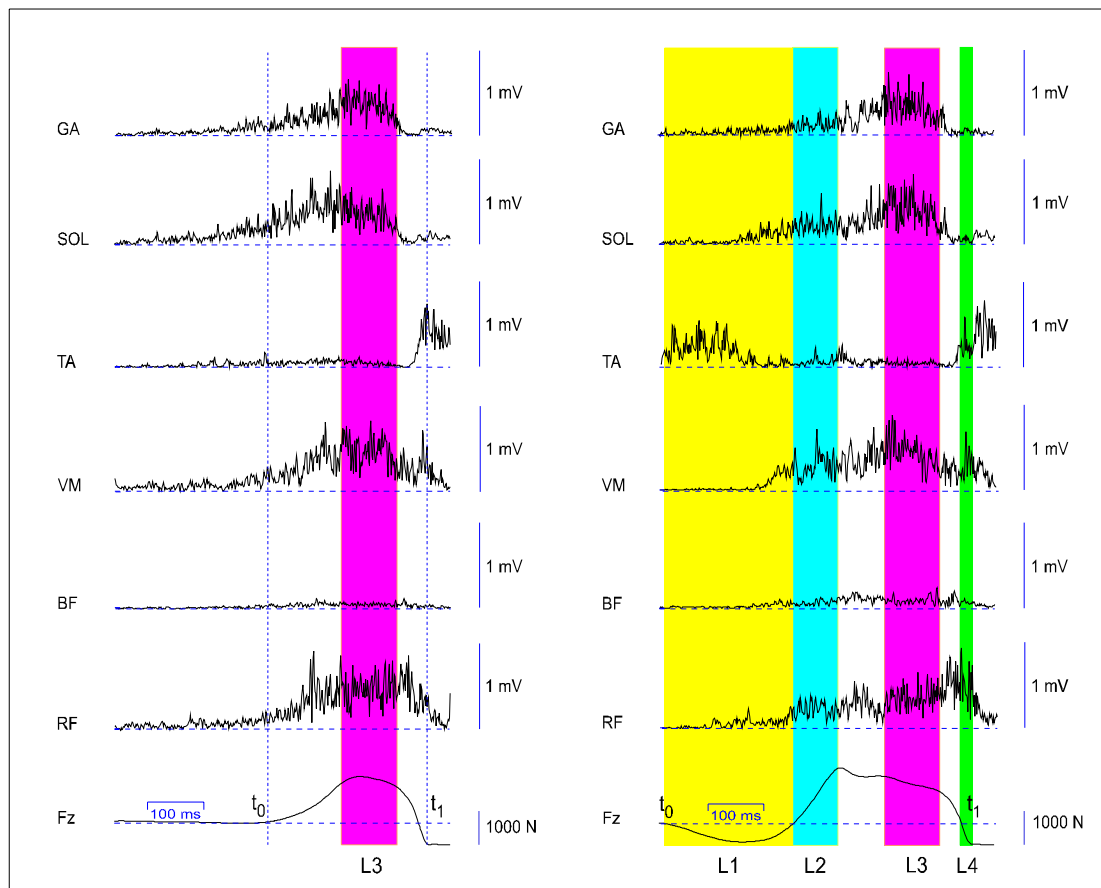 GA
1 mV
SOL
1 mV
TA
1 mV
VM
1 mV
BF
1 mV
RF
1 mV
Fz
100 ms
t0
t1
1000 N
L3
GA
1 mV
SOL
1 mV
TA
1 mV
VM
1 mV
BF
1 mV
RF
1 mV
Fz
t0
100 ms
t1
1000 N
L1
L2
L3
L4